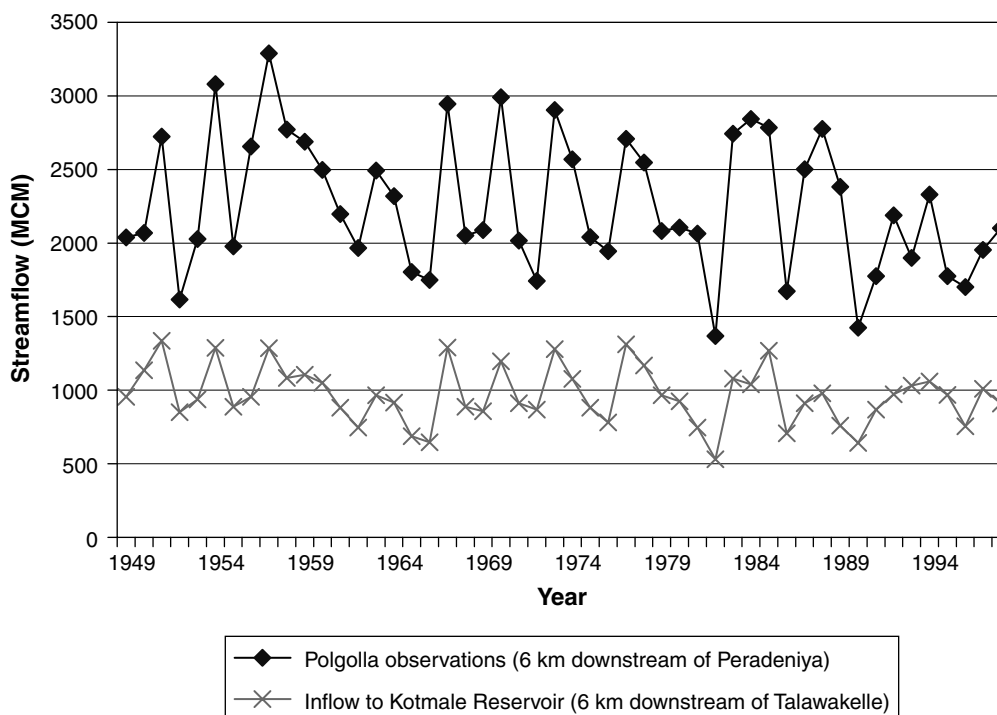 3500
3000
2500
2000
1500
1000
500
0
Streamflow (MCM)
1949 1954 1959 1964 1969 1974 1979 1984 1989 1994
Year
Polgolla observations (6 km downstream of Peradeniya)
Inflow to Kotmale Reservoir (6 km downstream of Talawakelle)